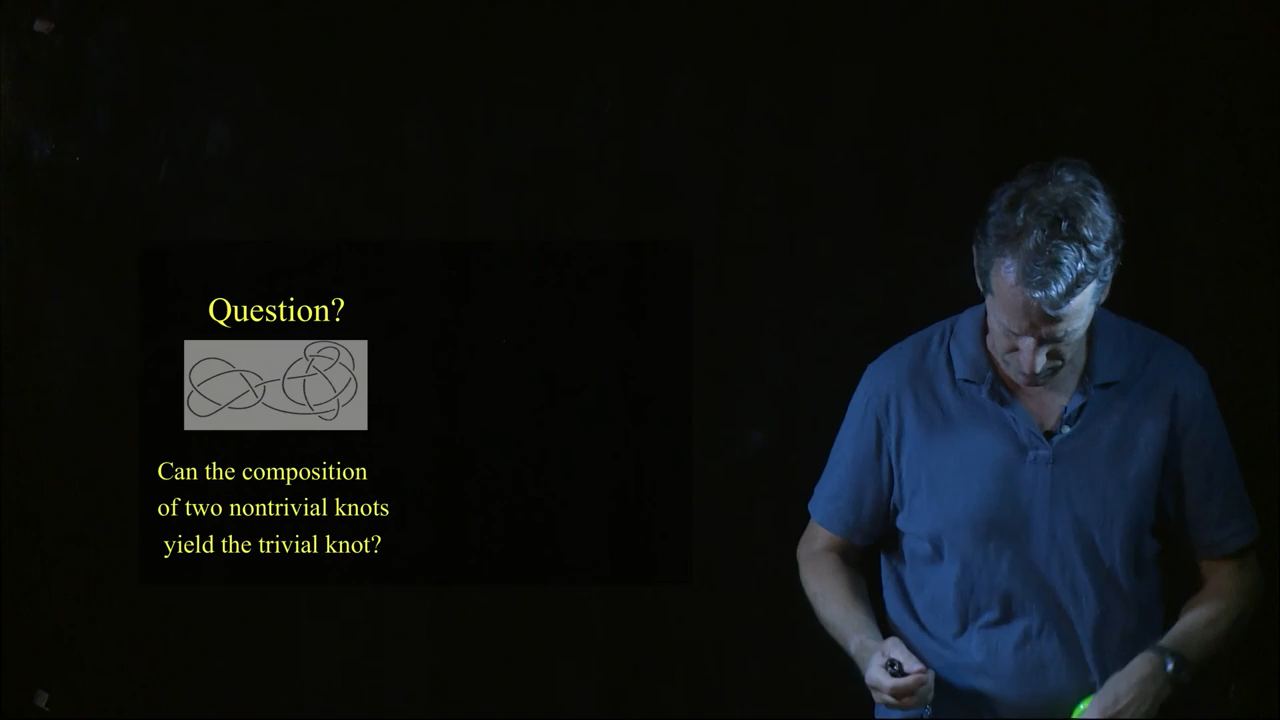 Question?
Can the composition
of two nontrivial knots
yield the trivial knot?